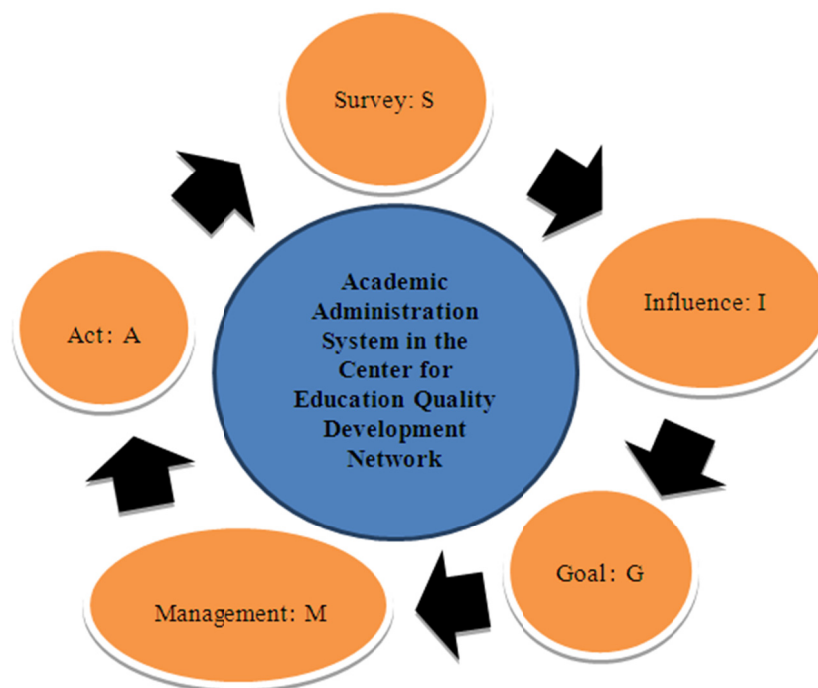 Survey: S
Influence: I
Goal: G
Management: M
Act: A
Academic
Administration
System in the
Center for
Education Quality
Development
Network